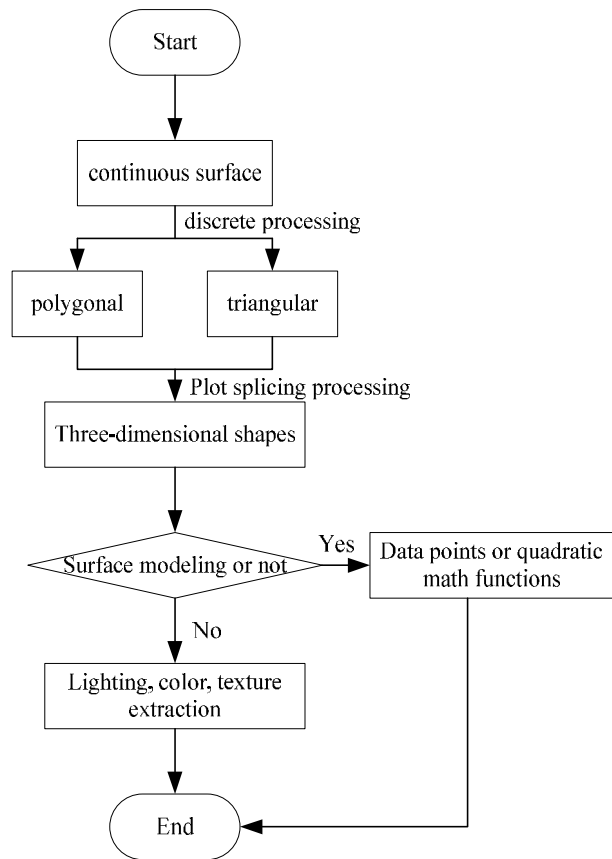 Start
continuous surface
discrete processing
polygonal
triangular
Plot splicing processing
Three-dimensional shapes
Surface modeling or not
Yes
Data points or quadratic
math functions
No
Lighting, color, texture
extraction
End